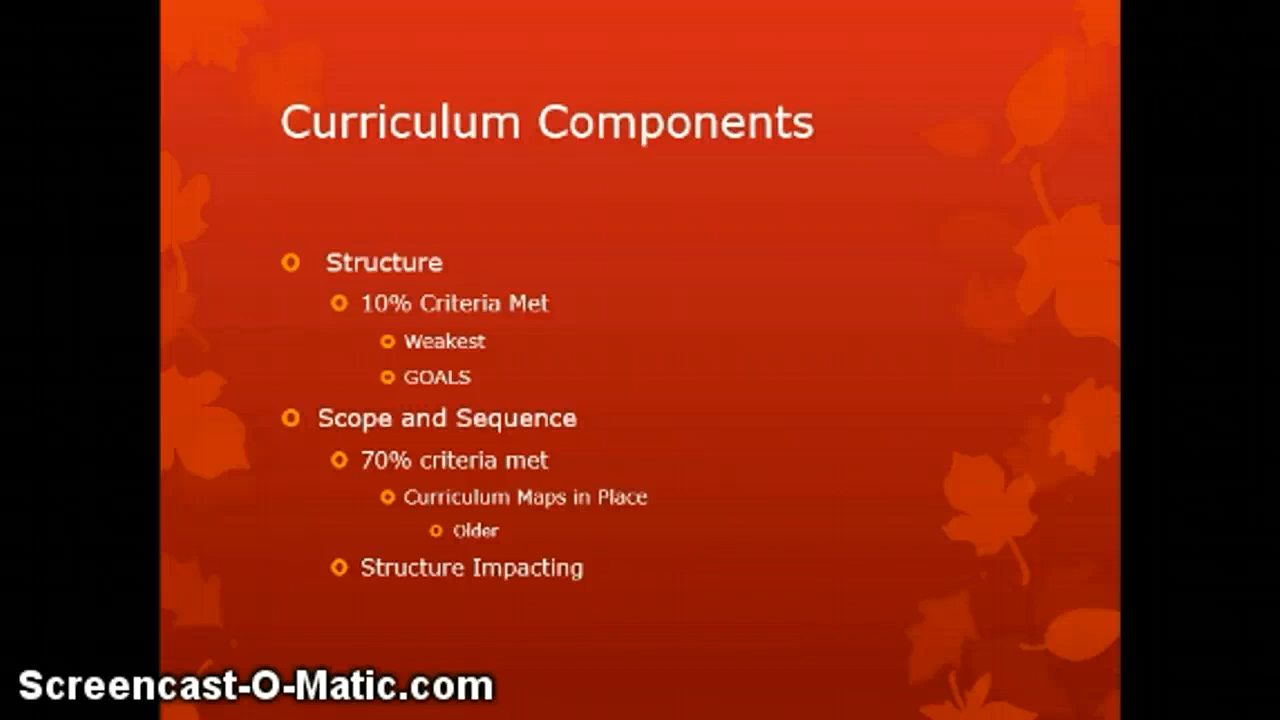 Curriculum Components
Structure
10% Criteria Met
Weakest
GOALS
Scope and Sequence
70% criteria met
Curriculum Maps in Place
Older
Structure Impacting
Screencast-O-Matic.com